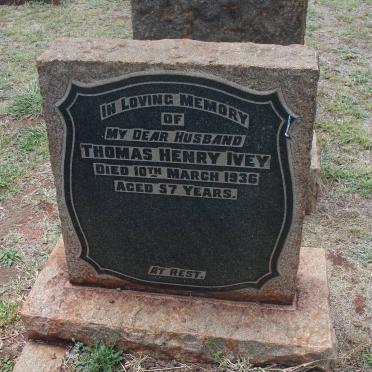 IN LOVING MEMORY
OF
MY DEAR HUSBAND
THOMAS HENRY IVEY
DIED 10TH MARCH 1936
AGED 57 YEARS.
AT REST.